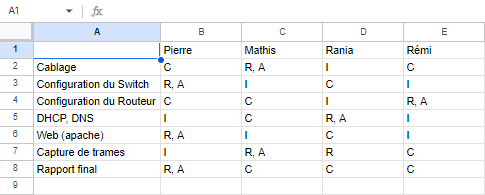 A1
fx
A B C D E
1 Pierre Mathis Rania Rémi
2 Cablage C R, A I C
3 Configuration du Switch R, A I C I
4 Configuration du Routeur C C I R, A
5 DHCP, DNS I C R, A I
6 Web (apache) R, A I C I
7 Capture de trames I R, A R C
8 Rapport final R, A C C C
9